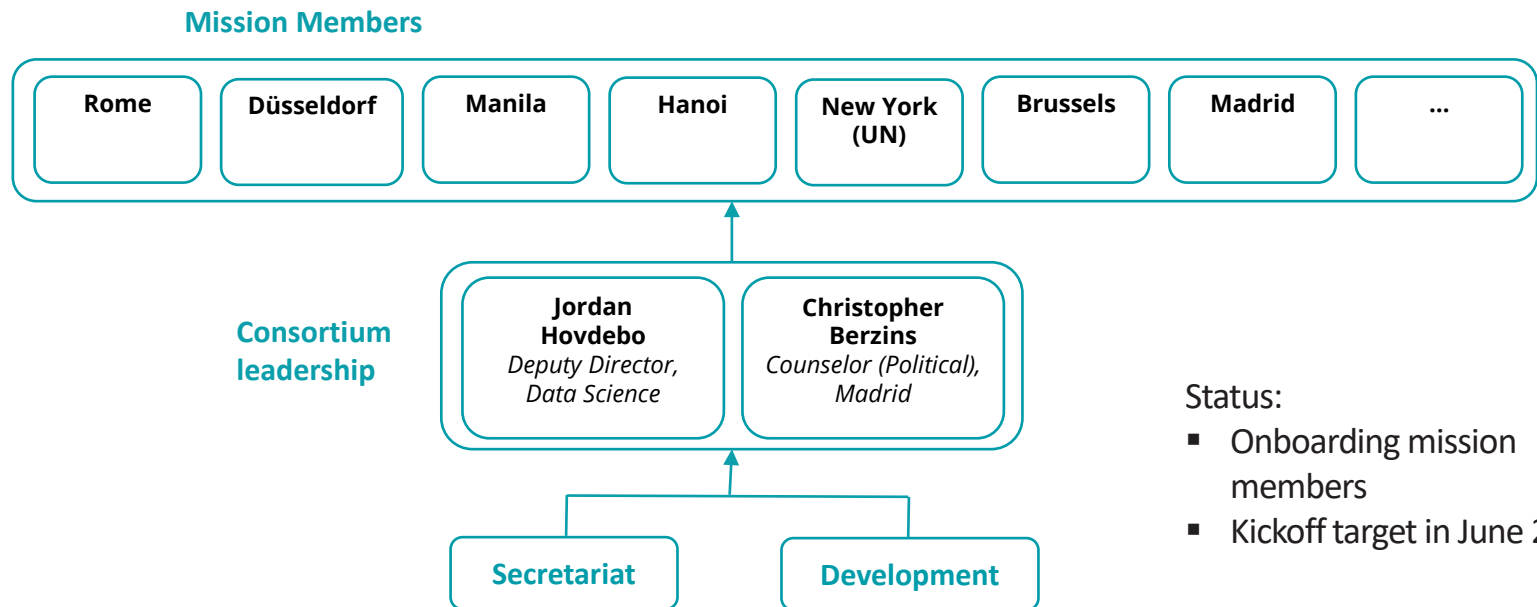 Mission Members
Rome
Düsseldorf
Manila
Hanoi
New York
(UN)
Brussels
Madrid
...
Consortium
leadership
Jordan
Hovdebo
Deputy Director,
Data Science
Christopher
Berzins
Counselor (Political),
Madrid
Status:
▪ Onboarding mission
members
▪ Kickoff target in June
Secretariat
Development